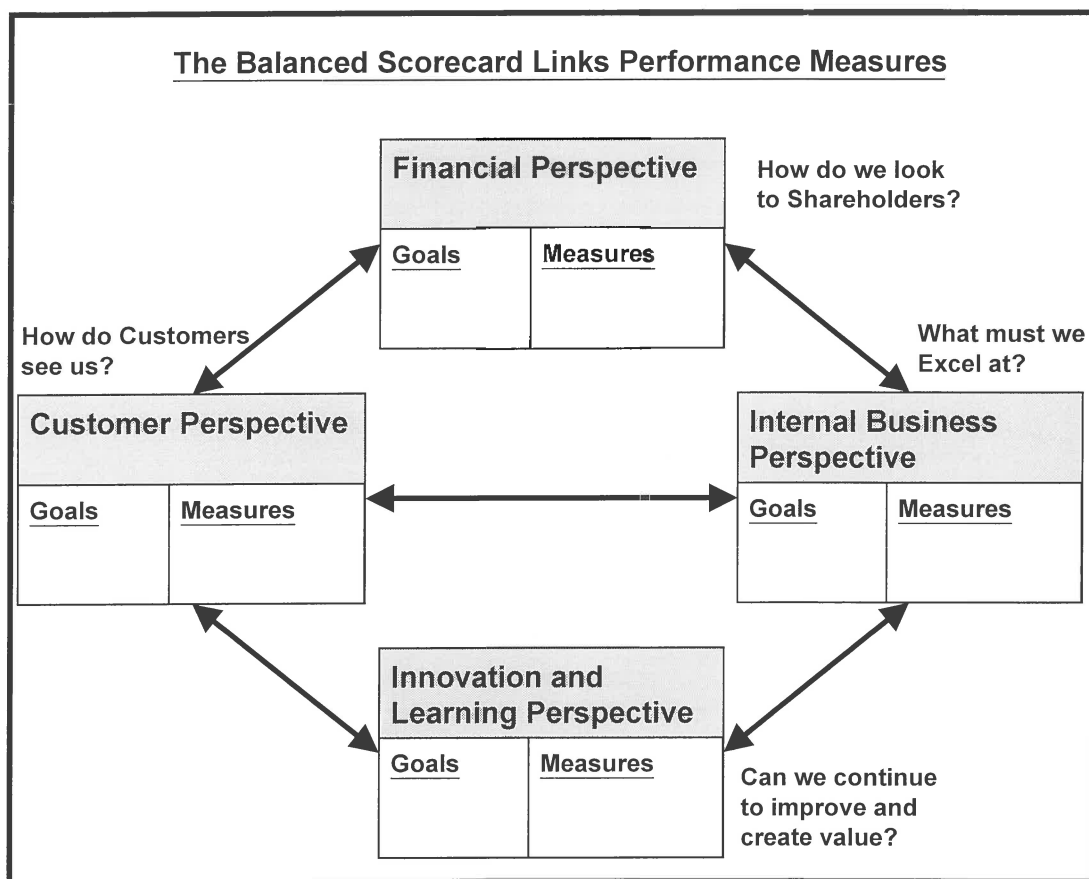 The Balanced Scorecard Links Performance Measures
Financial Perspective
How do we look
to Shareholders?
Goals
Measures
How do Customers
see us?
What must we
Excel at?
Customer Perspective
Goals
Measures
Internal Business
Perspective
Goals
Measures
Innovation and
Learning Perspective
Goals
Measures
Can we continue
to improve and
create value?